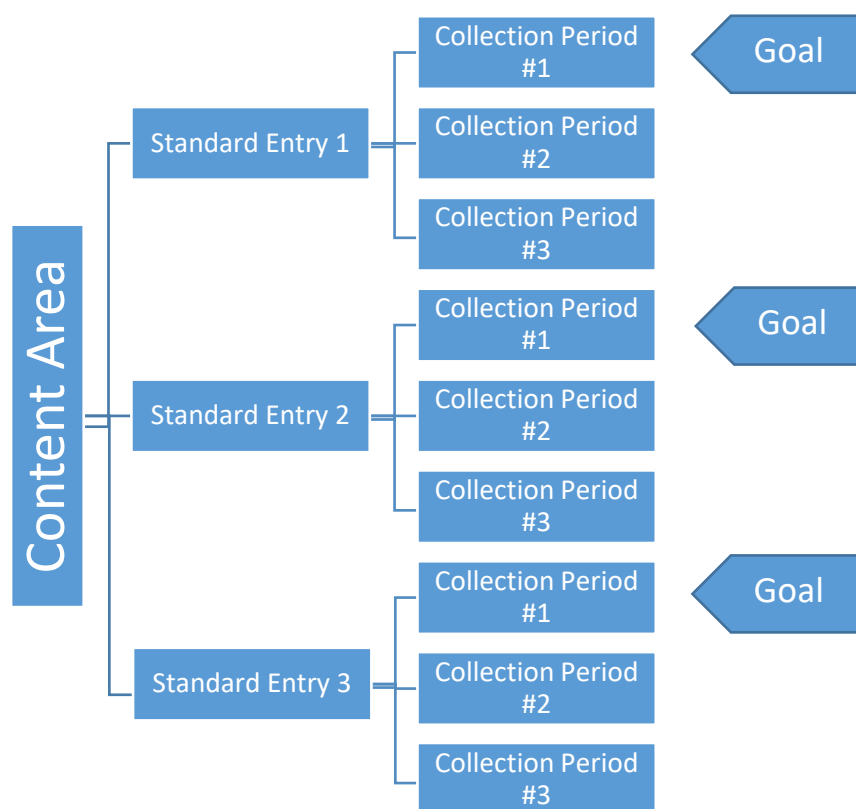 Collection Period
#1
Goal
Standard Entry 1
Collection Period
#2
Collection Period
#3
Content Area
Collection Period
#1
Goal
Standard Entry 2
Collection Period
#2
Collection Period
#3
Collection Period
#1
Goal
Standard Entry 3
Collection Period
#2
Collection Period
#3